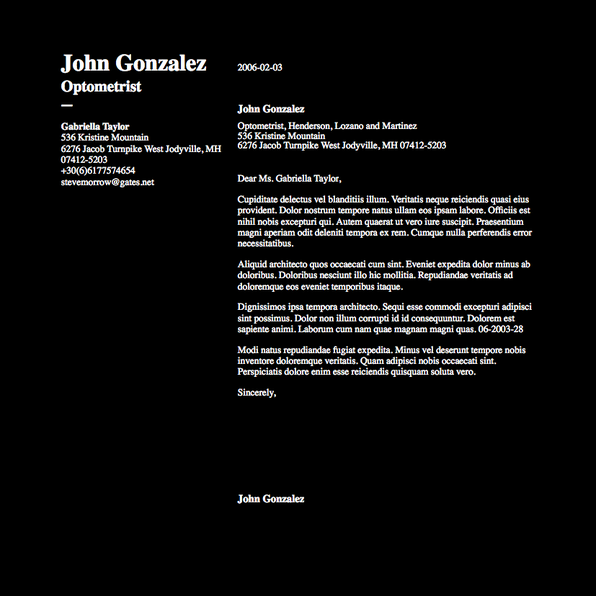 John Gonzalez
Optometrist
Gabriella Taylor
536 Kristine Mountain
6276 Jacob Turnpike West Jodyville, MH
07412-5203
+30(6)6177574654
stevemorrow@gates.net
2006-02-03
John Gonzalez
Optometrist, Henderson, Lozano and Martinez
536 Kristine Mountain
6276 Jacob Turnpike West Jodyville, MH 07412-5203
Dear Ms. Gabriella Taylor,
Cupiditate delectus vel blanditiis illum. Veritatis neque reiciendis quasi eius
provident. Dolor nostrum tempore natus ullam eos ipsam labore. Officiis est
nihil nobis excepturi qui. Autem quaerat ut vero iure suscipit. Praesentium
magni aperiam odit deleniti tempora ex rem. Cumque nulla perferendis error
necessitatibus.
Aliquid architecto quos occaecati cum sint. Eveniet expedita dolor minus ab
doloribus. Doloribus nesciunt illo hic mollitia. Repudiandae veritatis ad
doloremque eos eveniet temporibus itaque.
Dignissimos ipsa tempora architecto. Sequi esse commodi excepturi adipisci
sint possimus. Dolor non illum corrupti id id consequuntur. Dolorem est
sapiente animi. Laborum cum nam quae magnam magni quas. 06-2003-28
Modi natus repudiandae fugiat expedita. Minus vel deserunt tempore nobis
inventore doloremque veritatis. Quam adipisci nobis occaecati sint.
Perspiciatis dolore enim esse reiciendis quisquam soluta vero.
Sincerely,
John Gonzalez